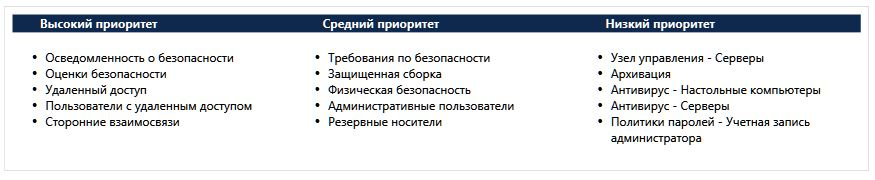 Высокий приоритет
Средний приоритет
Низкий приоритет
Осведомленность о безопасности
Оценки безопасности
Удаленный доступ
Пользователи с удаленным доступом
Сторонние взаимосвязи
Требования по безопасности
Защищенная сборка
Физическая безопасность
Административные пользователи
Резервные носители
Узел управления - Серверы
Архивация
Антивирус - Настольные компьютеры
Антивирус - Серверы
Политики паролей - Учетная запись
администратора